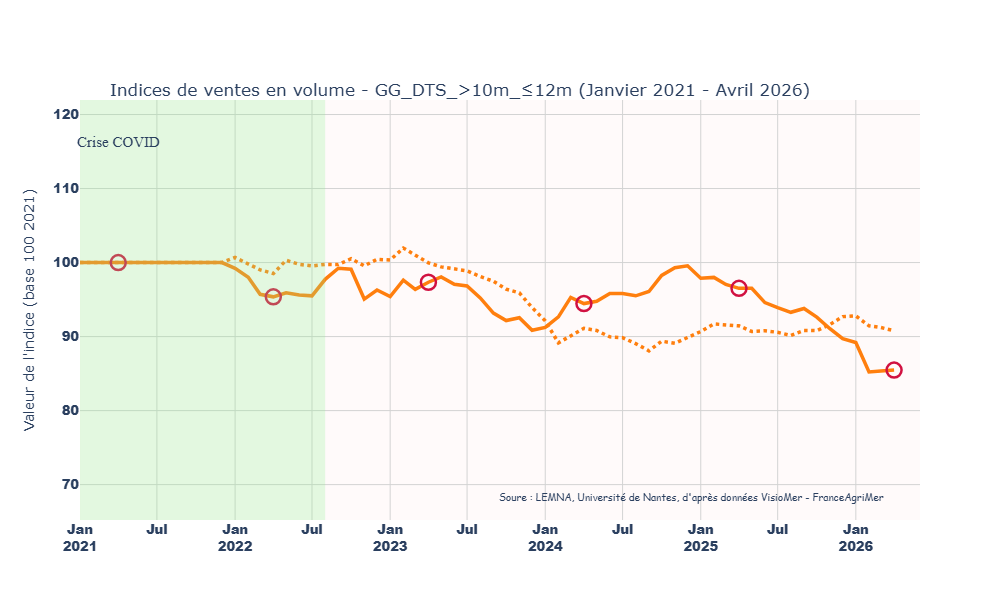 Indices de ventes en volume - GG_DTS_>10m_≤12m (Janvier 2021 - Avril 2026)
Crise COVID
Valeur de l'indice (base 100 2021)
120
110
100
90
80
70
Soure : LEMNA, Université de Nantes, d'après données VisioMer - FranceAgriMer
Jan Jul Jan Jul Jan Jul Jan Jul Jan Jul Jan
2021 2022 2023 2024 2025 2026